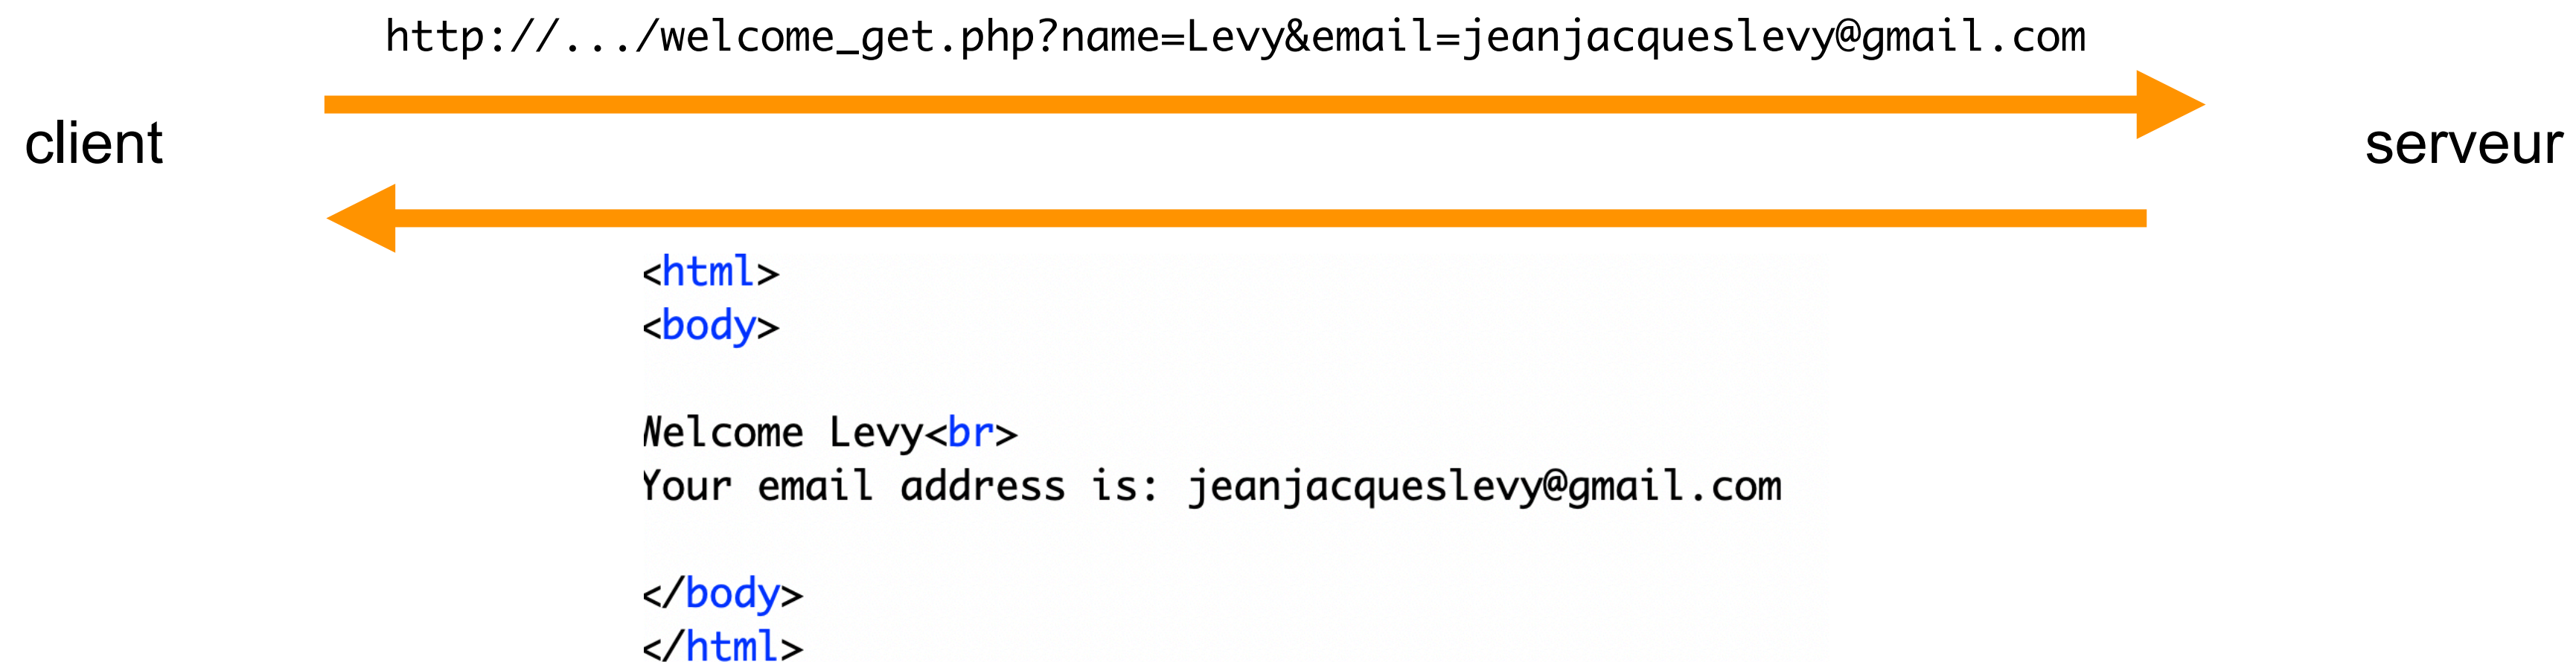 http://.../welcome_get.php?name=Levy&email=jeanjacqueslevy@gmail.com
client
serveur
<html>
<body>
Welcome Levy<br>
Your email address is: jeanjacqueslevy@gmail.com
</body>
</html>